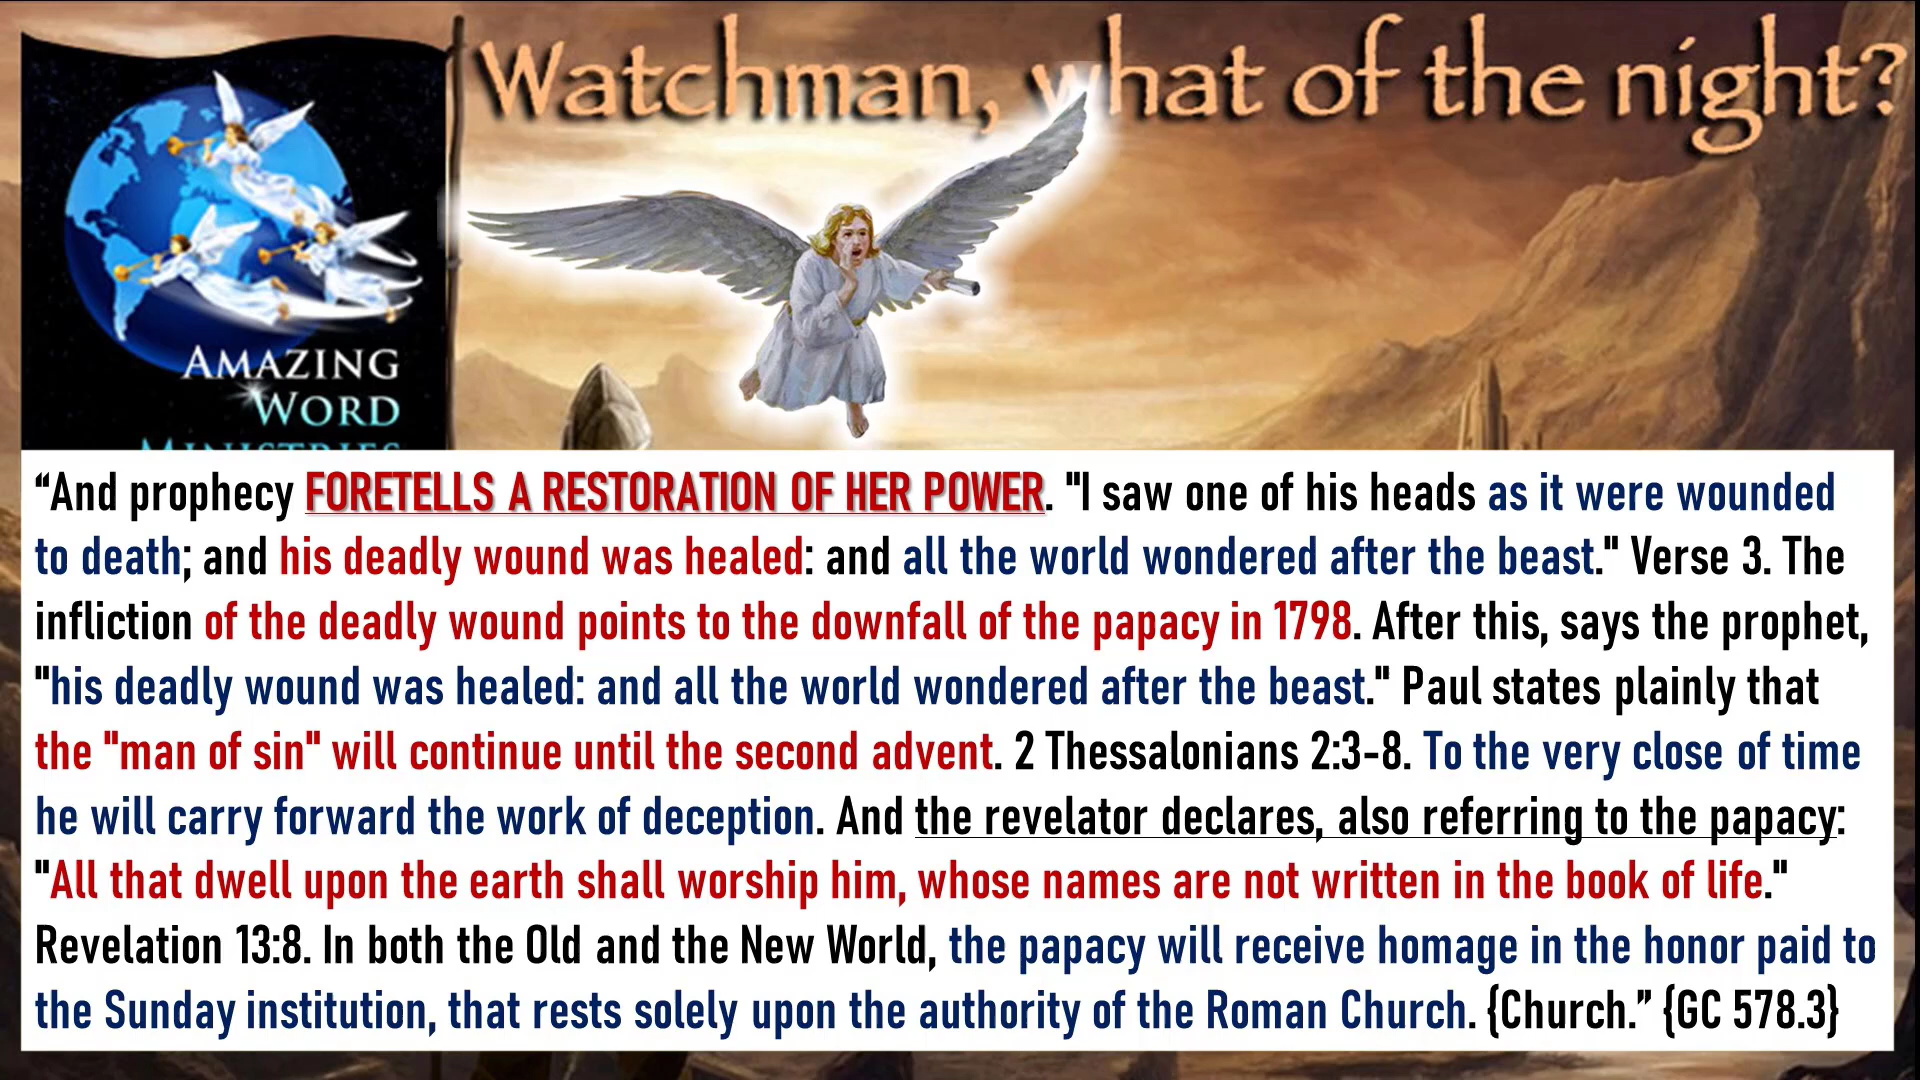 Watchman, what of the night?
AMAZING
WORD
MINISTRIES
“And prophecy FORETELLS A RESTORATION OF HER POWER. "I saw one of his heads as it were wounded
to death; and his deadly wound was healed: and all the world wondered after the beast." Verse 3. The
infliction of the deadly wound points to the downfall of the papacy in 1798. After this, says the prophet,
"his deadly wound was healed: and all the world wondered after the beast." Paul states plainly that
the "man of sin" will continue until the second advent. 2 Thessalonians 2:3-8. To the very close of time
he will carry forward the work of deception. And the revelator declares, also referring to the papacy:
"All that dwell upon the earth shall worship him, whose names are not written in the book of life."
Revelation 13:8. In both the Old and the New World, the papacy will receive homage in the honor paid to
the Sunday institution, that rests solely upon the authority of the Roman Church. {Church.” {GC 578.3}